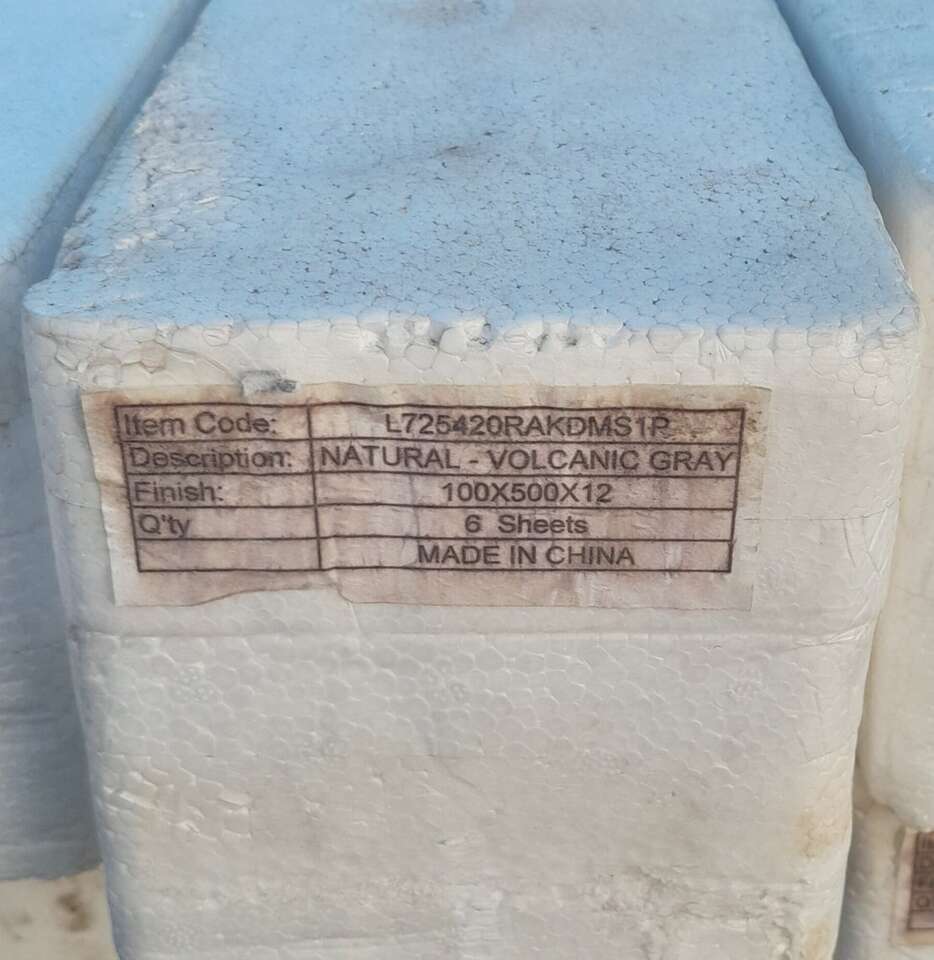 Item Code: L725420RAKDMS1P
Description: NATURAL - VOLCANIC GRAY
Finish: 100X500X12
Q'ty 6 Sheets
MADE IN CHINA